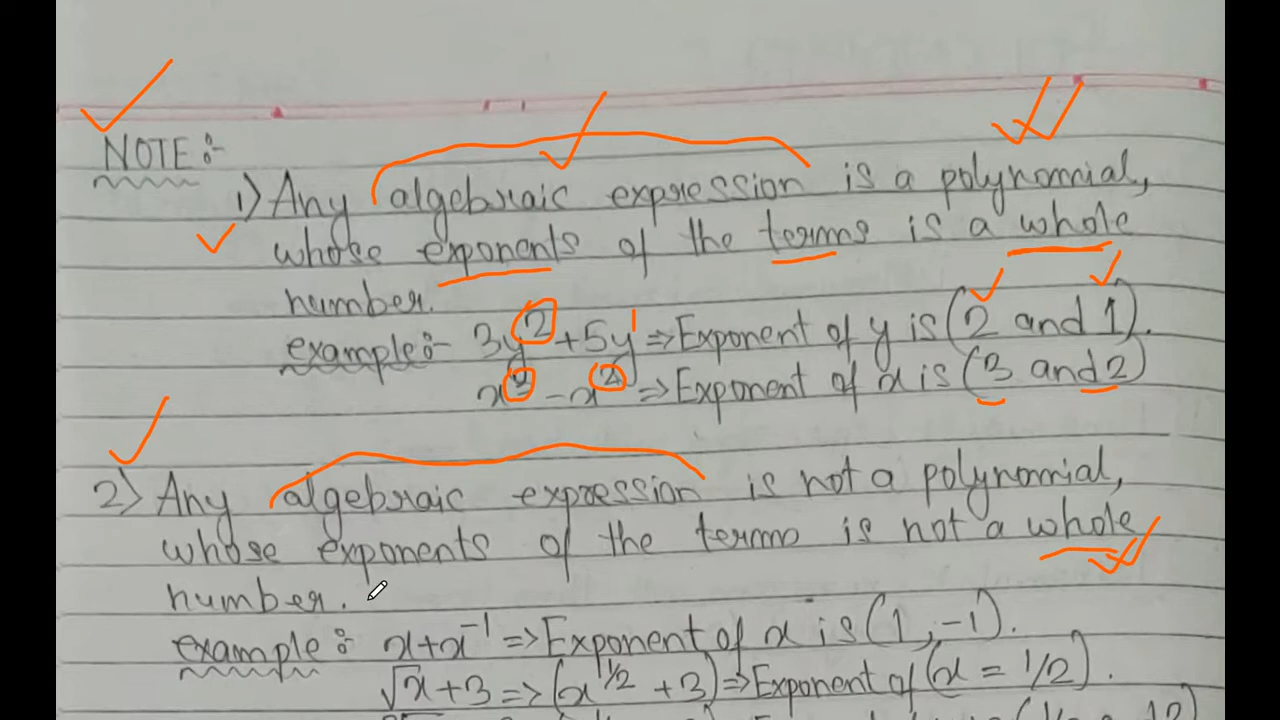 NOTE :-
1) Any algebraic expression is a polynomial,
whose exponents of the terms is a whole
number.
example :- 3y² + 5y¹ => Exponent of y is (2 and 1).
x³ - x² => Exponent of x is (3 and 2)
2) Any algebraic expression is not a polynomial,
whose exponents of the terms is not a whole
number.
example : x + x⁻¹ => Exponent of x is (1, -1).
√x + 3 => (x^1/2 + 3) => Exponent of (x = 1/2).